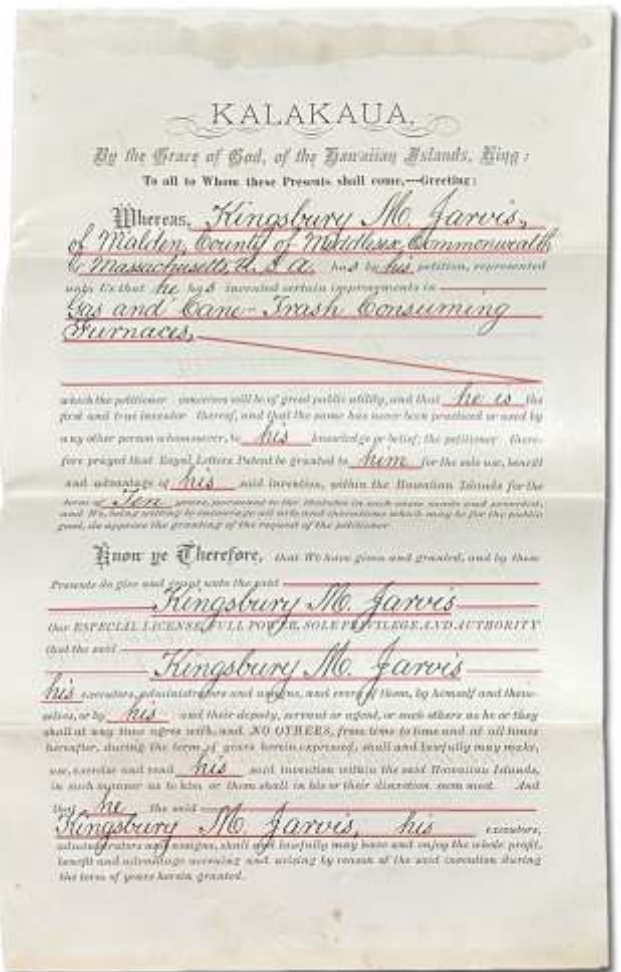 KALAKAUA,
By the Grace of God, of the Hawaiian Islands, King:
To all to Whom these Presents shall come,—Greeting:
Whereas, Kingsbury M. Jarvis,
of Malden, County of Middlesex, Commonwealth
of Massachusetts, U.S.A. has by his petition, represented
unto Us that he has invented certain improvements in
Gas and Cane-Trash Consuming
Furnaces,
which the petitioner conceives will be of great public utility, and that he is the
first and true inventor thereof, and that the same has never been practiced or used by
any other person whomsoever, to his knowledge or belief; the petitioner there-
fore prayed that Royal Letters Patent be granted to him for the sole use, benefit
and advantage of his said invention, within the Hawaiian Islands for the
term of Ten years, pursuant to the Statutes in such cases made and provided,
and We, being willing to encourage all arts and inventions which may be for the public
good, do approve the granting of the request of the petitioner
Know ye Therefore, that We have given and granted, and by these
Presents do give and grant unto the said
Kingsbury M. Jarvis
Our ESPECIAL LICENSE, FULL POWER, SOLE PRIVILEGE AND AUTHORITY
that the said
Kingsbury M. Jarvis
his executors, administrators and assigns, and every of them, by himself and them-
selves, or by his and their deputy, servant or agent, or such others as he or they
shall at any time agree with, and NO OTHERS, from time to time and at all times
hereafter, during the term of years herein expressed, shall and lawfully may make,
use, exercise and vend his said invention within the said Hawaiian Islands,
in such manner as to him or them shall in his or their discretion seem meet. And
that he the said
Kingsbury M. Jarvis, his executors,
administrators and assigns, shall and lawfully may have and enjoy the whole profit,
benefit and advantage accruing and arising by reason of the said invention during
the term of years herein granted.